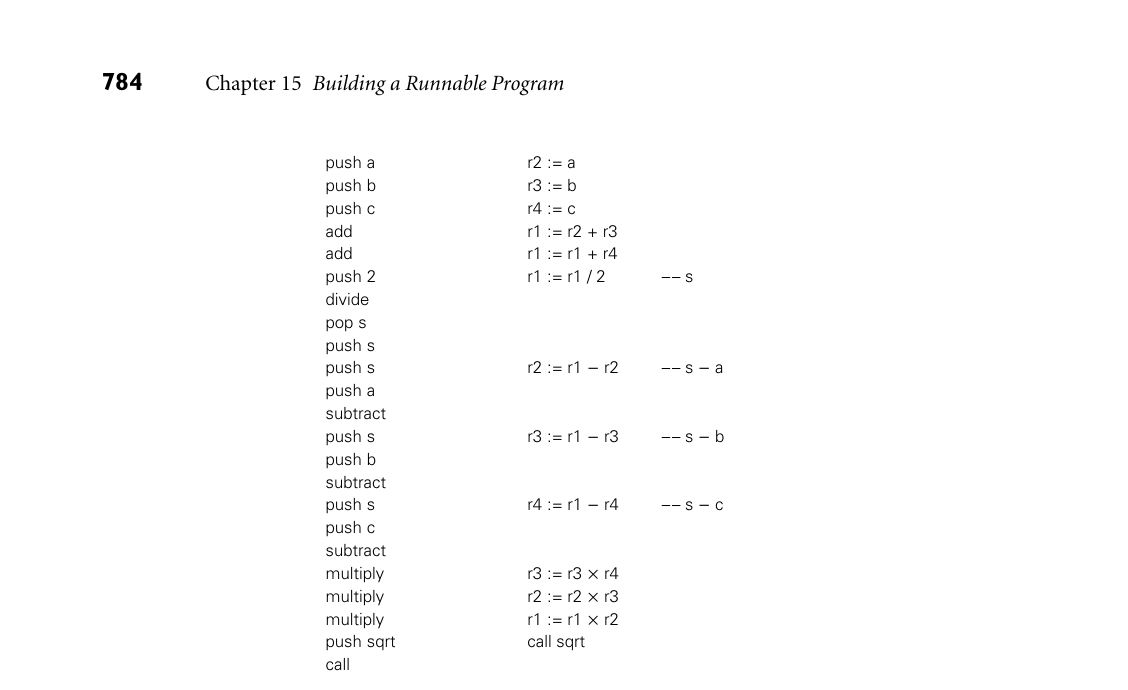 784 Chapter 15 Building a Runnable Program
push a r2 := a
push b r3 := b
push c r4 := c
add r1 := r2 + r3
add r1 := r1 + r4
push 2 r1 := r1 / 2 –– s
divide
pop s
push s
push s r2 := r1 − r2 –– s − a
push a
subtract
push s r3 := r1 − r3 –– s − b
push b
subtract
push s r4 := r1 − r4 –– s − c
push c
subtract
multiply r3 := r3 × r4
multiply r2 := r2 × r3
multiply r1 := r1 × r2
push sqrt call sqrt
call